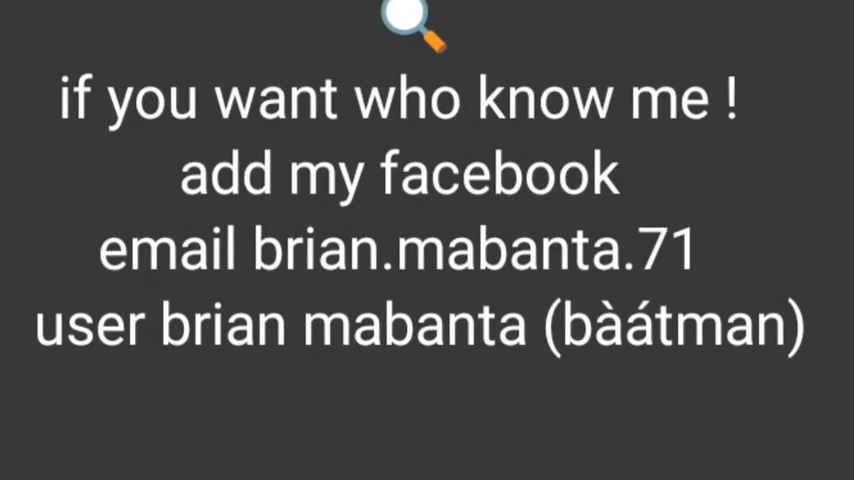 if you want who know me !
add my facebook
email brian.mabanta.71
user brian mabanta (bàátman)